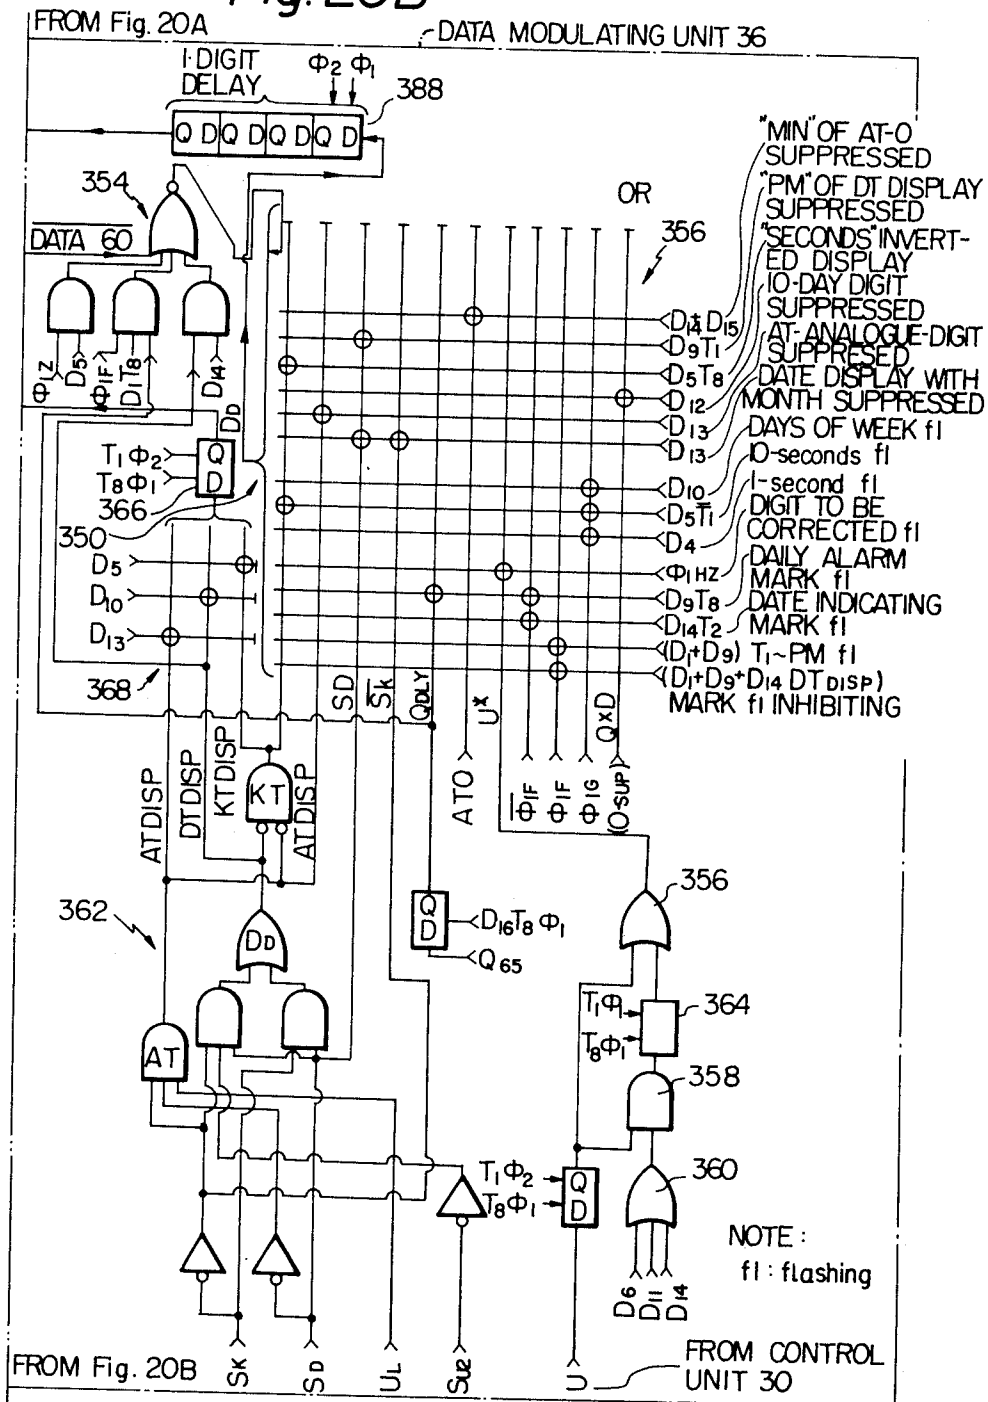 Fig. 20B
FROM Fig. 20A
DATA MODULATING UNIT 36
1-DIGIT
DELAY
Φ2 Φ1
388
Q D Q D Q D Q D
354
DATA 60
OR
356
"MIN" OF AT-0
SUPPRESSED
"PM" OF DT DISPLAY
SUPPRESSED
"SECONDS" INVERT-
ED DISPLAY
10-DAY DIGIT
SUPPRESSED
AT-ANALOGUE-DIGIT
SUPPRESED
DATE DISPLAY WITH
MONTH SUPPRESSED
DAYS OF WEEK fl
10-seconds fl
1-second fl
DIGIT TO BE
CORRECTED fl
DAILY ALARM
MARK fl
DATE INDICATING
MARK fl
D14+D15
D9T1
D5T8
D12
D13
D13
D10
D5T1
D4
Φ1HZ
D9T8
D14T2
(D1+D9) T1~PM fl
(D1+D9+D14 DT DISP)
MARK fl INHIBITING
Φ1Z
D5
Φ1F
D1T8
D14
DD
T1Φ2
T8Φ1
Q
D
366
350
D5
D10
D13
368
ATDISP
DTDISP
KTDISP
KT
ATDISP
SD
Sk
QDLY
ATO
U*
Φ1F
Φ1F
Φ1G
QxD
(0-SUP)
362
DD
AT
Q
D
D16T8Φ1
Q65
356
T1Φ1
T8Φ1
364
358
360
T1Φ2
T8Φ1
Q
D
D6
D11
D14
NOTE:
fl: flashing
FROM Fig. 20B
SK
SD
UL
SU2
U
FROM CONTROL
UNIT 30